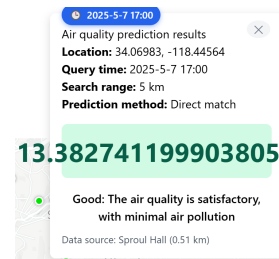 2025-5-7 17:00
Air quality prediction results
Location: 34.06983, -118.44564
Query time: 2025-5-7 17:00
Search range: 5 km
Prediction method: Direct match
13.382741199903805
Good: The air quality is satisfactory,
with minimal air pollution
Data source: Sproul Hall (0.51 km)